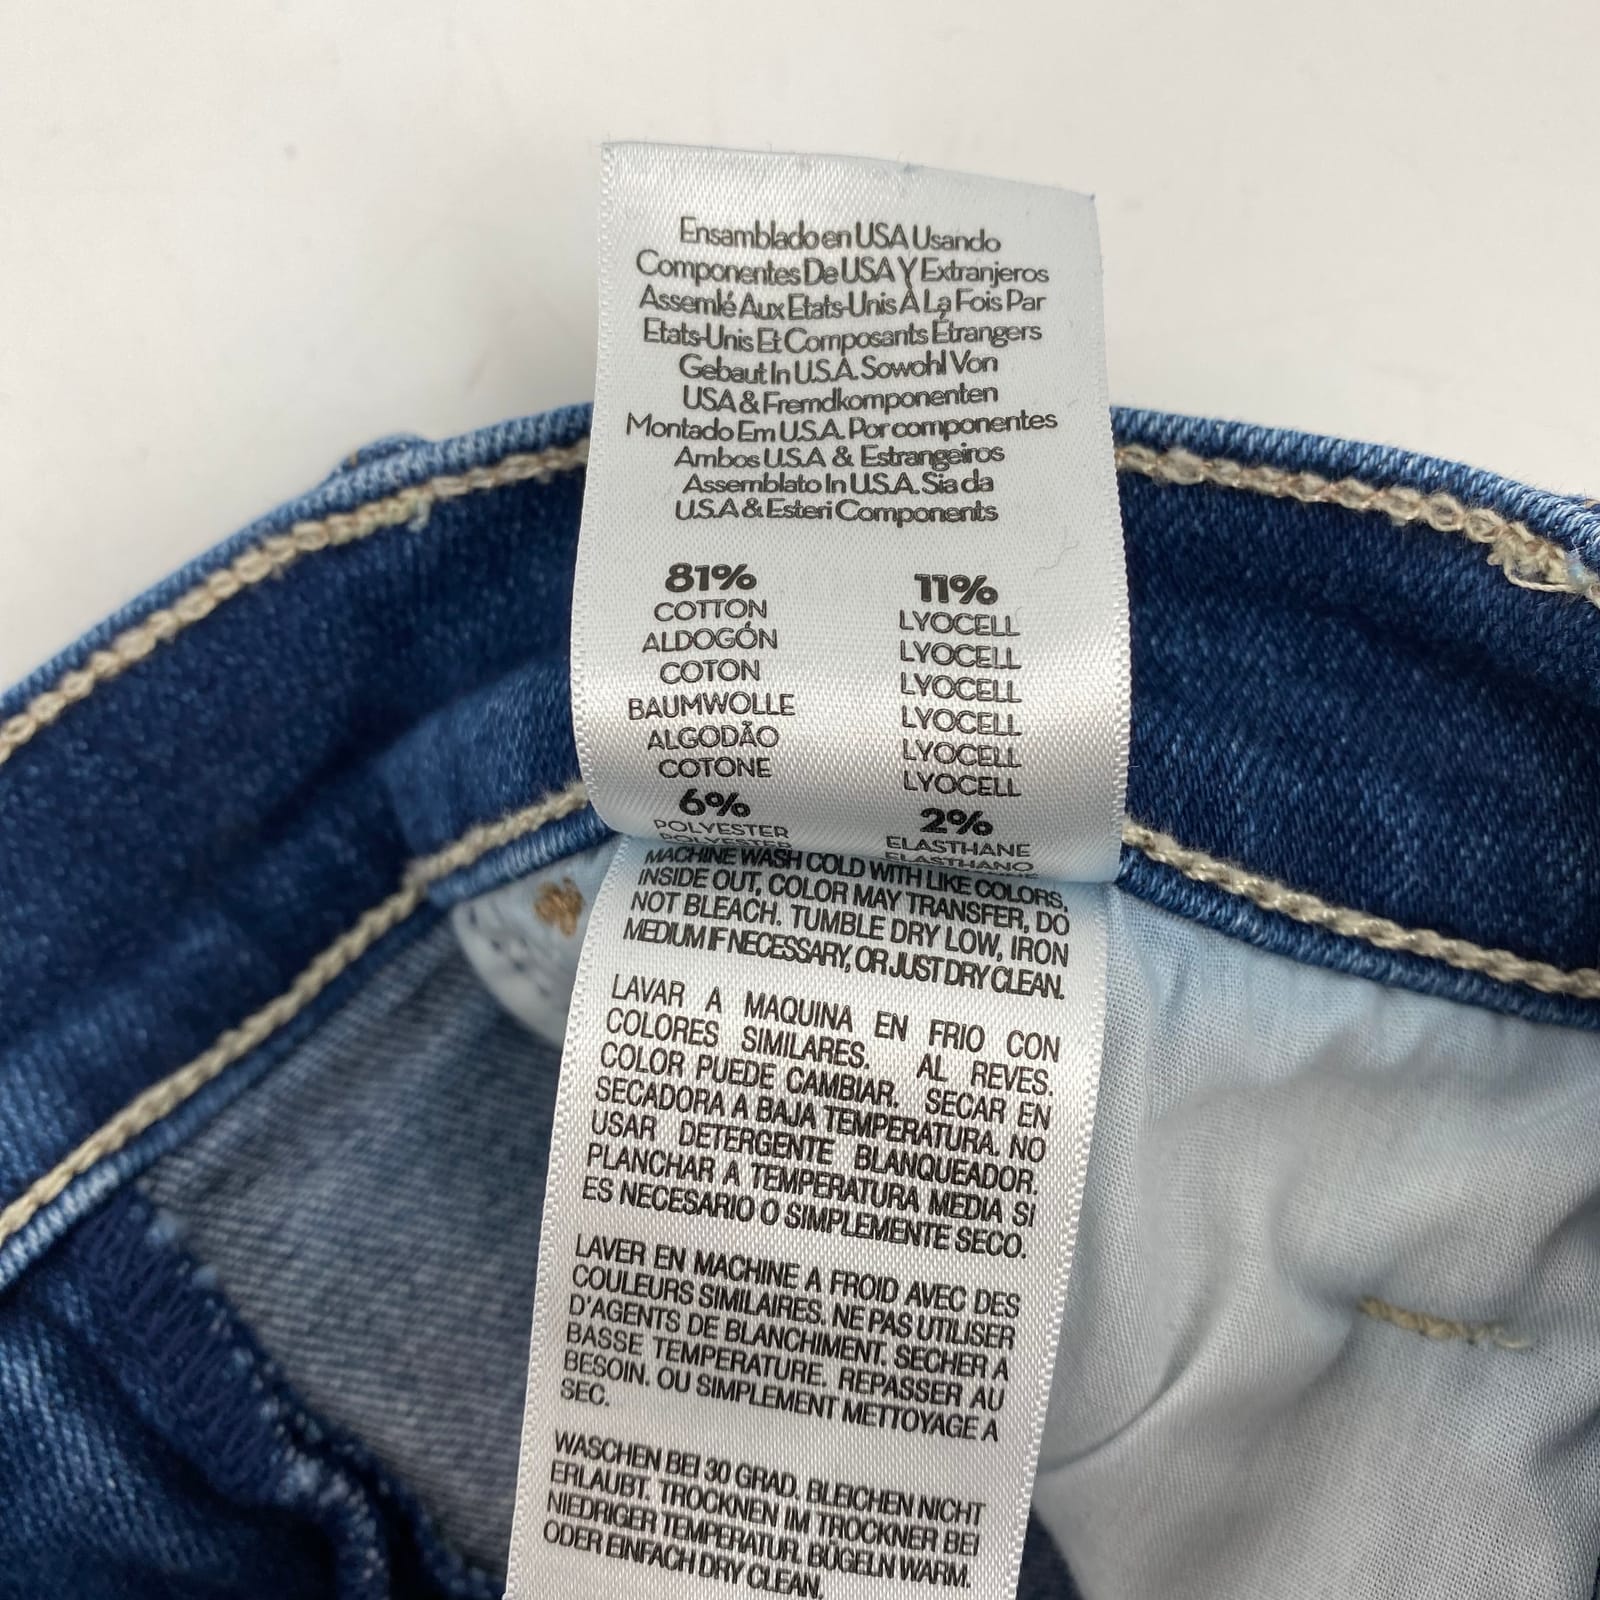 Ensamblado en USA Usando
Componentes De USA Y Extranjeros
Assemlé Aux Etats-Unis À La Fois Par
Etats-Unis Et Composants Étrangers
Gebaut In U.S.A. Sowohl Von
USA & Fremdkomponenten
Montado Em U.S.A. Por componentes
Ambos U.S.A & Estrangeiros
Assemblato In U.S.A. Sia da
U.S.A & Esteri Components
81% 11%
COTTON LYOCELL
ALDOGÓN LYOCELL
COTON LYOCELL
BAUMWOLLE LYOCELL
ALGODÃO LYOCELL
COTONE LYOCELL
6% 2%
POLYESTER ELASTHANE
POLYESTER ELASTHANO
MACHINE WASH COLD WITH LIKE COLORS,
INSIDE OUT, COLOR MAY TRANSFER, DO
NOT BLEACH. TUMBLE DRY LOW, IRON
MEDIUM IF NECESSARY, OR JUST DRY CLEAN.
LAVAR A MAQUINA EN FRIO CON
COLORES SIMILARES. AL REVES.
COLOR PUEDE CAMBIAR. SECAR EN
SECADORA A BAJA TEMPERATURA. NO
USAR DETERGENTE BLANQUEADOR.
PLANCHAR A TEMPERATURA MEDIA SI
ES NECESARIO O SIMPLEMENTE SECO.
LAVER EN MACHINE A FROID AVEC DES
COULEURS SIMILAIRES. NE PAS UTILISER
D'AGENTS DE BLANCHIMENT. SECHER A
BASSE TEMPERATURE. REPASSER AU
BESOIN. OU SIMPLEMENT METTOYAGE A
SEC.
WASCHEN BEI 30 GRAD. BLEICHEN NICHT
ERLAUBT. TROCKNEN IM TROCKNER BEI
NIEDRIGER TEMPERATUR. BÜGELN WARM.
ODER EINFACH DRY CLEAN.